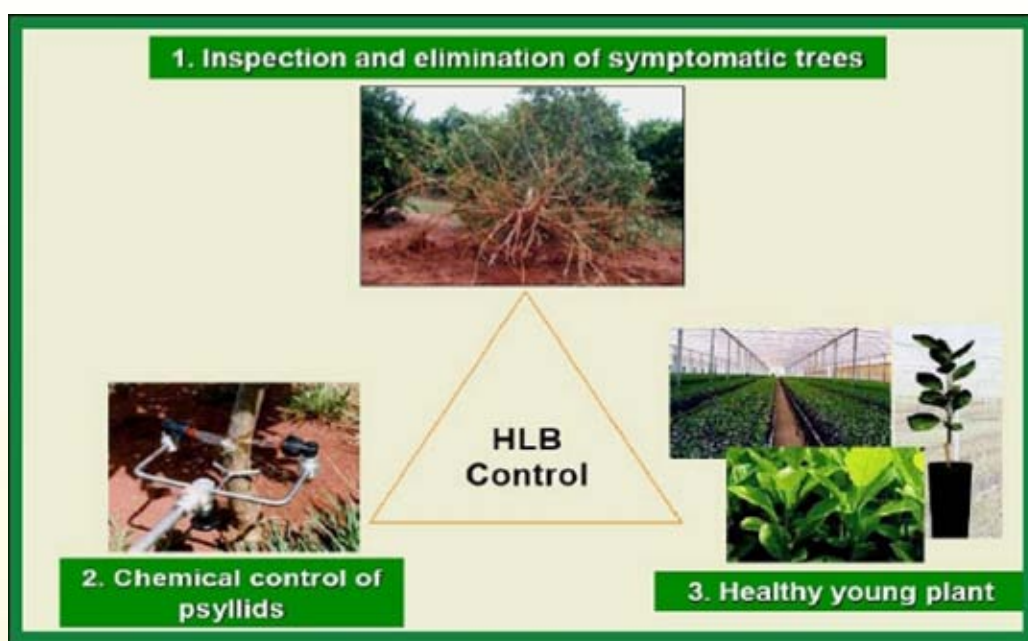 1. Inspection and elimination of symptomatic trees
HLB
Control
2. Chemical control of
psyllids
3. Healthy young plant